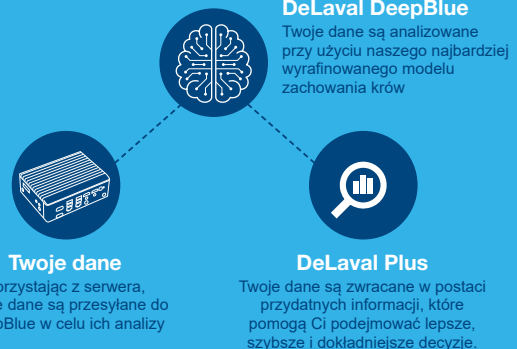 DeLaval DeepBlue
Twoje dane są analizowane
przy użyciu naszego najbardziej
wyrafinowanego modelu
zachowania krów
Twoje dane
z serwera,
dane są przesyłane do
w celu ich analizy
DeLaval Plus
Twoje dane są zwracane w postaci
przydatnych informacji, które
pomogą Ci podejmować lepsze,
szybsze i dokładniejsze decyzje.